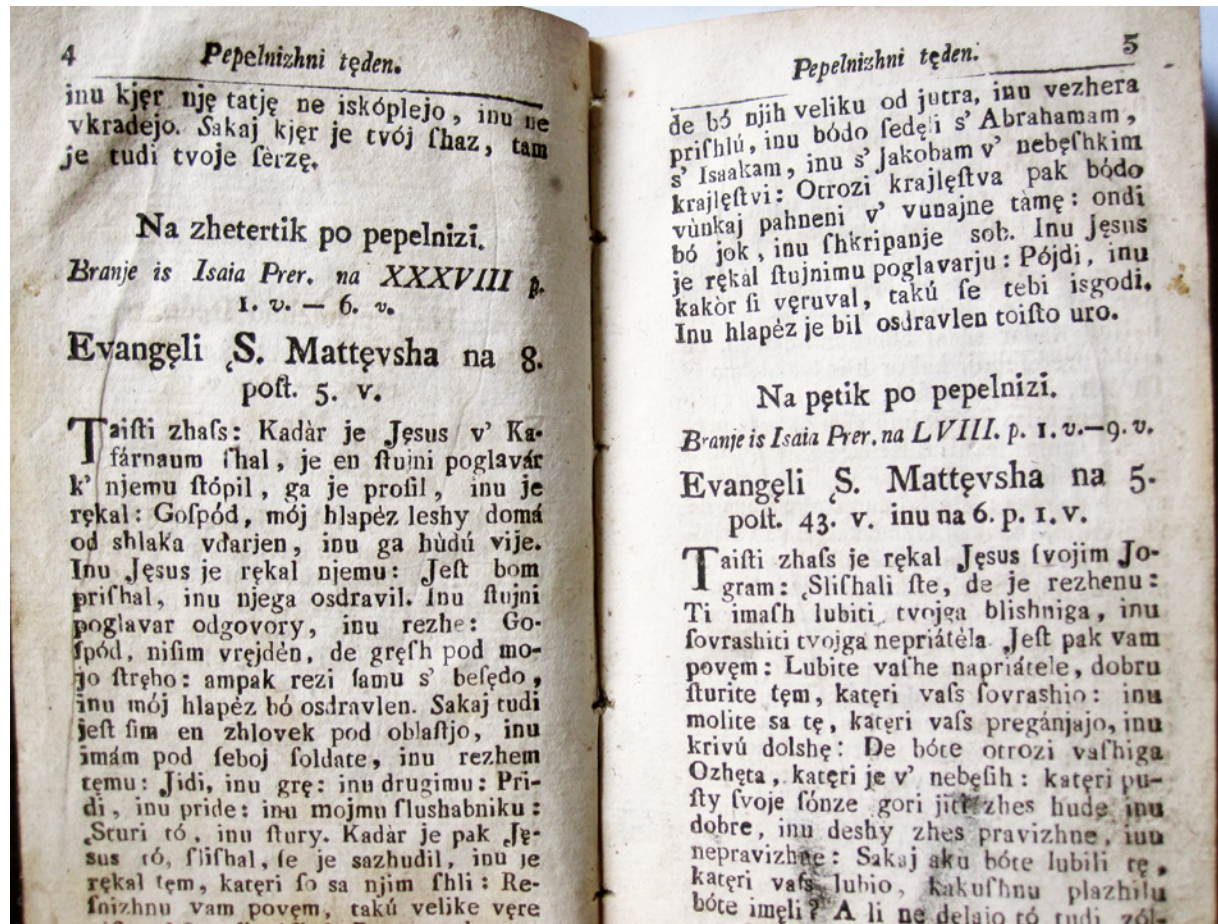 4 Pepelnizhni tęden.
inu kjęr nję tatję ne iskóplejo, inu ne
vkradejo. Sakaj kjęr je tvój ſhaz, tam
je tudi tvoje ſèrzę.
Na zhetertik po pepelnizi.
Branje is Isaia Prer. na XXXVIII p.
1. v. — 6. v.
Evangęli ˛S. Mattęvsha na 8.
poſt. 5. v.
Taiſti zhaſs: Kadàr je Jęsus v' Ka-
fárnaum ſhal, je en ſtujni poglavár
k' njemu ſtópil, ga je proſil, inu je
rękal: Goſpód, mój hlapèz leshy domá
od shlaka vdarjen, inu ga hùdú vije.
Inu Jęsus je rękal njemu: Jeſt bom
priſhal, inu njega osdravil. Inu ſtujni
poglavar odgovory, inu rezhe: Go-
ſpód, niſim vręjdèn, de gręſh pod mo-
jo ſtręho: ampak rezi ſamu s' beſędo,
inu mój hlapèz bó osdravlen. Sakaj tudi
jeſt ſim en zhlovek pod oblaſtjo, inu
imám pod ſeboj ſoldate, inu rezhem
tęmu: Jidi, inu grę: inu drugimu: Pri-
di, inu pride: inu mojmu ſlushabniku:
˛Sturi tó, inu ſtury. Kadàr je pak Ję-
sus tó, ſliſhal, ſe je sazhudil, inu je
rękal tęm, katęri ſo sa njim ſhli: Re-
ſnizhnu vam povęm, takú velike vęre
Pepelnizhni tęden. 5
de bó njih veliku od jutra, inu vezhera
priſhlú, inu bódo ſedęli s' Abrahamam,
s' Isaakam, inu s' Jakobam v' nebęſhkim
krajlęſtvi: Otrozi krajlęſtva pak bódo
vùnkaj pahneni v' vunajne tàmę: ondi
bó jok, inu ſhkripanje sob. Inu Jęsus
je rękal ſtujnimu poglavarju: Pójdi, inu
kakòr ſi vęruval, takú ſe tebi isgodi.
Inu hlapèz je bil osdravlen toiſto uro.
Na pętik po pepelnizi.
Branje is Isaia Prer. na LVIII. p. 1. v.—9. v.
Evangęli ˛S. Mattęvsha na 5.
poſt. 43. v. inu na 6. p. 1. v.
Taiſti zhaſs je rękal Jęsus ſvojim Jo-
gram: ˛Sliſhali ſte, de je rezhenu:
Ti imaſh lubiti tvojga blishniga, inu
ſovrashiti tvojga nepriátèla. Jeſt pak vam
povęm: Lubite vaſhe napriátele, dobru
ſturite tęm, katęri vaſs ſovrashio: inu
molite sa tę, katęri vaſs pregánjajo, inu
krivú dolshę: De bóte otrozi vaſhiga
Ozhęta, katęri je v' nebęſih: katęri pu-
ſty ſvoje ſónze gori jiti zhes hude inu
dobre, inu deshy zhes pravizhne, inu
nepravizhne: Sakaj aku bóte lubili tę,
katęri vaſs lubio, kakuſhnu plazhilu
bóte imęli? A li ne delajo tó tudi